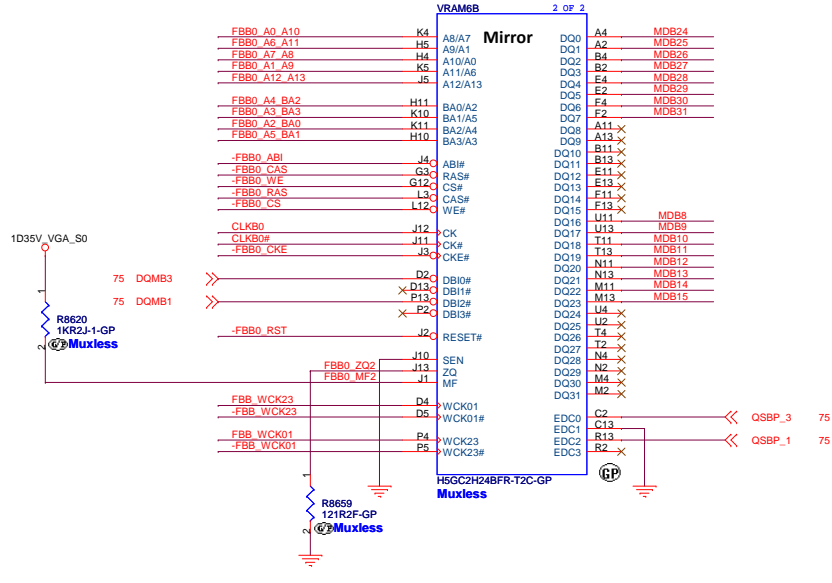 VRAM6B 2 OF 2
Mirror
FBB0_A0_A10 K4 A8/A7 DQ0 A4 MDB24
FBB0_A6_A11 H5 A9/A1 DQ1 A2 MDB25
FBB0_A7_A8 H4 A10/A0 DQ2 B4 MDB26
FBB0_A1_A9 K5 A11/A6 DQ3 B2 MDB27
FBB0_A12_A13 J5 A12/A13 DQ4 E4 MDB28
DQ5 E2 MDB29
FBB0_A4_BA2 H11 BA0/A2 DQ6 F4 MDB30
FBB0_A3_BA3 K10 BA1/A5 DQ7 F2 MDB31
FBB0_A2_BA0 K11 BA2/A4 DQ8 A11
FBB0_A5_BA1 H10 BA3/A3 DQ9 A13
DQ10 B11
-FBB0_ABI J4 ABI# DQ11 B13
-FBB0_CAS G3 RAS# DQ12 E11
-FBB0_WE G12 CS# DQ13 E13
-FBB0_RAS L3 CAS# DQ14 F11
-FBB0_CS L12 WE# DQ15 F13
DQ16 U11 MDB8
CLKB0 J12 CK DQ17 U13 MDB9
CLKB0# J11 CK# DQ18 T11 MDB10
-FBB0_CKE J3 CKE# DQ19 T13 MDB11
DQ20 N11 MDB12
75 DQMB3 D2 DBI0# DQ21 N13 MDB13
D13 DBI1# DQ22 M11 MDB14
75 DQMB1 P13 DBI2# DQ23 M13 MDB15
P2 DBI3# DQ24 U4
DQ25 U2
-FBB0_RST J2 RESET# DQ26 T4
DQ27 T2
J10 SEN DQ28 N4
FBB0_ZQ2 J13 ZQ DQ29 N2
FBB0_MF2 J1 MF DQ30 M4
DQ31 M2
FBB_WCK23 D4 WCK01
-FBB_WCK23 D5 WCK01# EDC0 C2 QSBP_3 75
EDC1 C13
FBB_WCK01 P4 WCK23 EDC2 R13 QSBP_1 75
-FBB_WCK01 P5 WCK23# EDC3 R2
H5GC2H24BFR-T2C-GP
Muxless
GP
1D35V_VGA_S0
1
R8620
1KR2J-1-GP
2 GP Muxless
1
R8659
121R2F-GP
2 GP Muxless